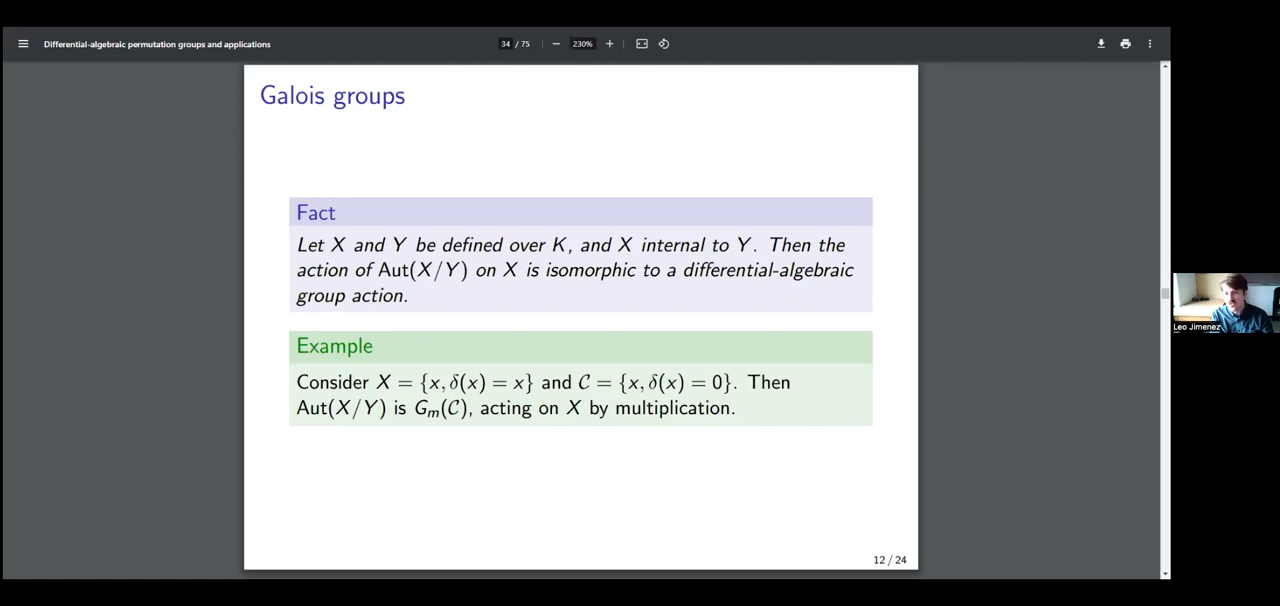 Differential-algebraic permutation groups and applications
34 / 75
230%
Galois groups
Fact
Let X and Y be defined over K, and X internal to Y. Then the
action of Aut(X/Y) on X is isomorphic to a differential-algebraic
group action.
Example
Consider X = {x, δ(x) = x} and 𝒞 = {x, δ(x) = 0}. Then
Aut(X/Y) is Gₘ(𝒞), acting on X by multiplication.
12 / 24
Leo Jimenez